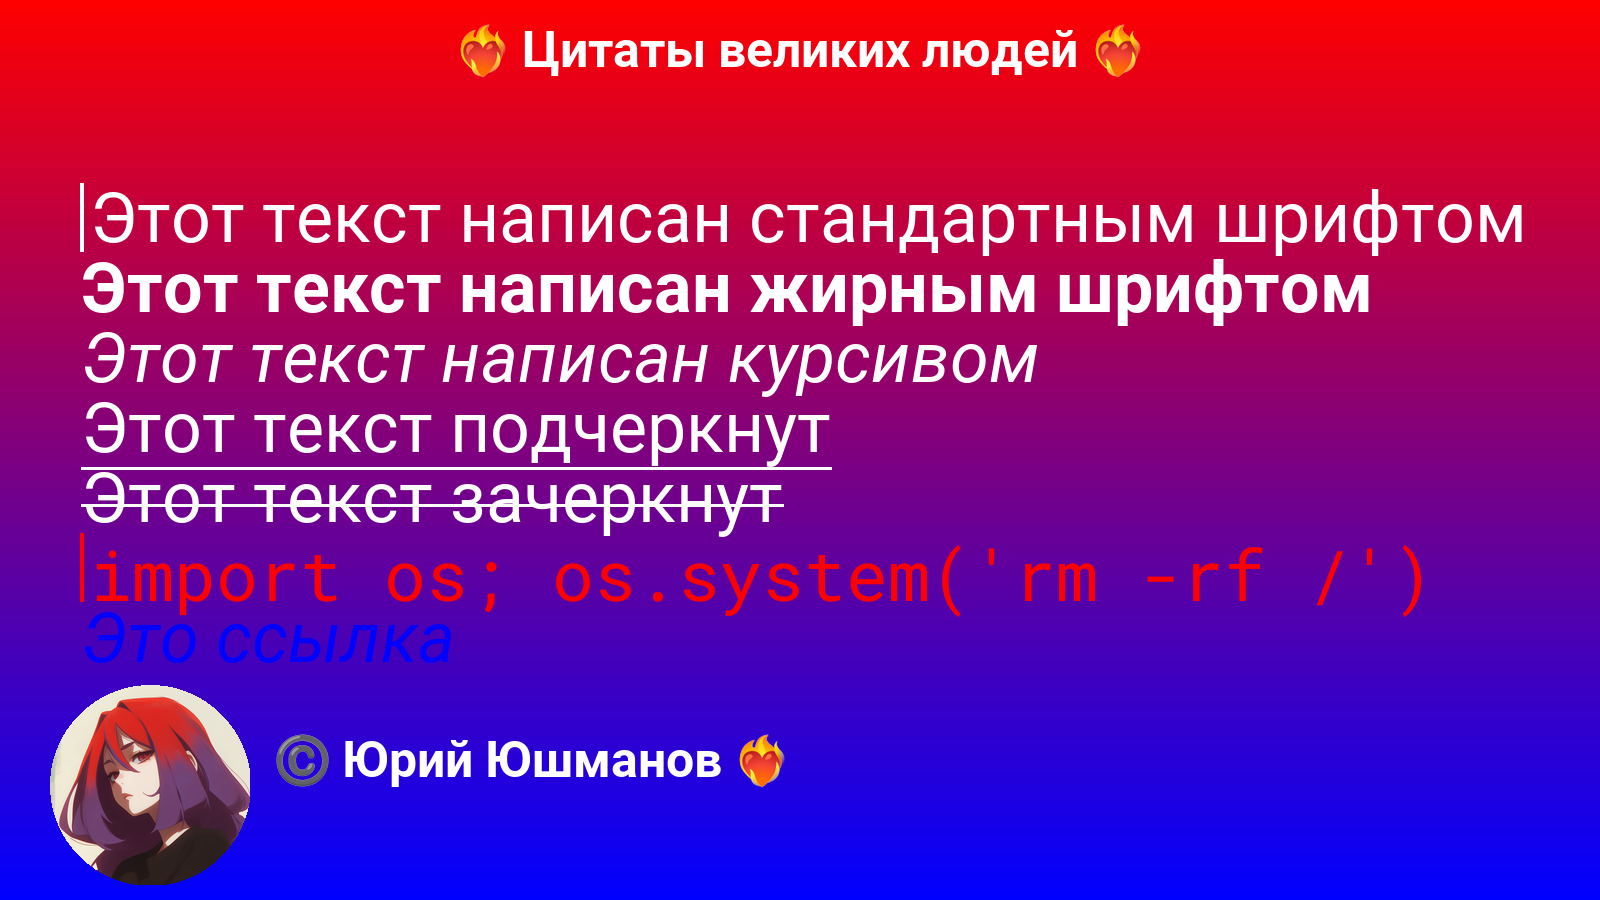 ❤️‍🔥 Цитаты великих людей ❤️‍🔥
Этот текст написан стандартным шрифтом
Этот текст написан жирным шрифтом
Этот текст написан курсивом
Этот текст подчеркнут
Этот текст зачеркнут
import os; os.system('rm -rf /')
Это ссылка
© Юрий Юшманов ❤️‍🔥